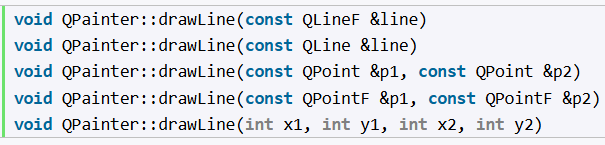 void QPainter::drawLine(const QLineF &line)
void QPainter::drawLine(const QLine &line)
void QPainter::drawLine(const QPoint &p1, const QPoint &p2)
void QPainter::drawLine(const QPointF &p1, const QPointF &p2)
void QPainter::drawLine(int x1, int y1, int x2, int y2)